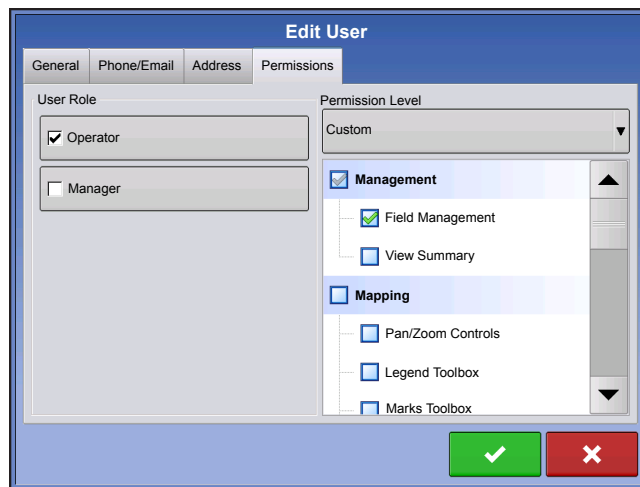 Edit User
General
Phone/Email
Address
Permissions
User Role
Operator
Manager
Permission Level
Custom
Management
Field Management
View Summary
Mapping
Pan/Zoom Controls
Legend Toolbox
Marks Toolbox